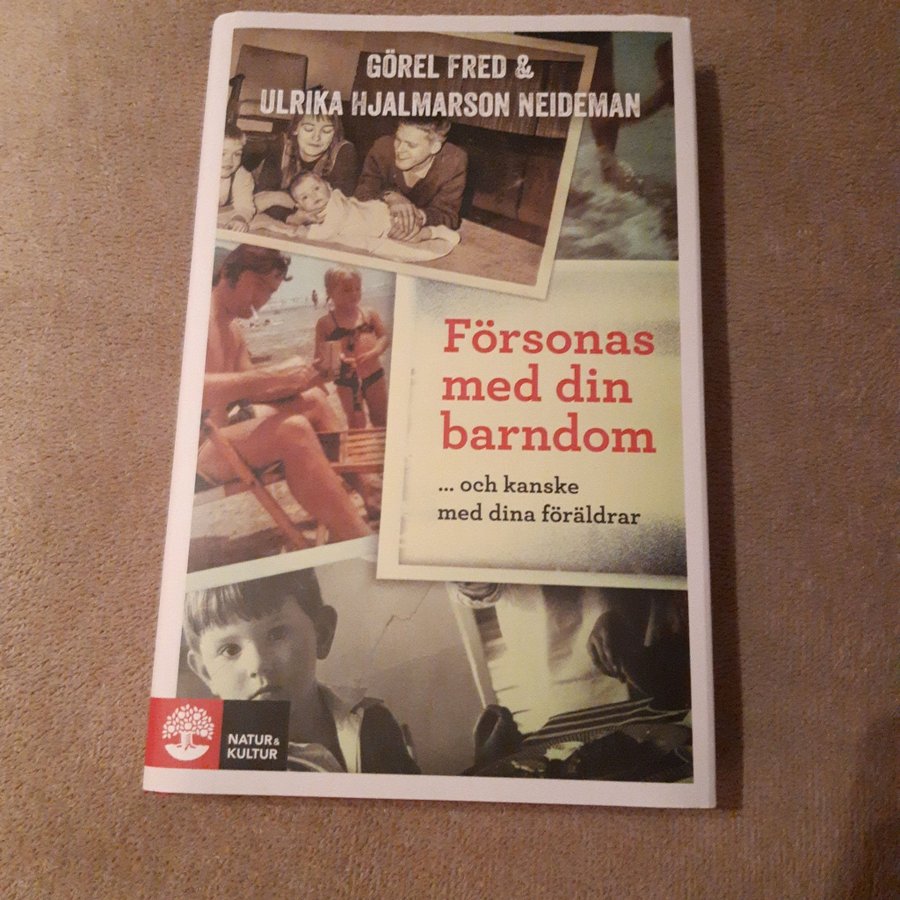 GÖREL FRED &
ULRIKA HJALMARSON NEIDEMAN
Försonas
med din
barndom
... och kanske
med dina föräldrar
NATUR&
KULTUR